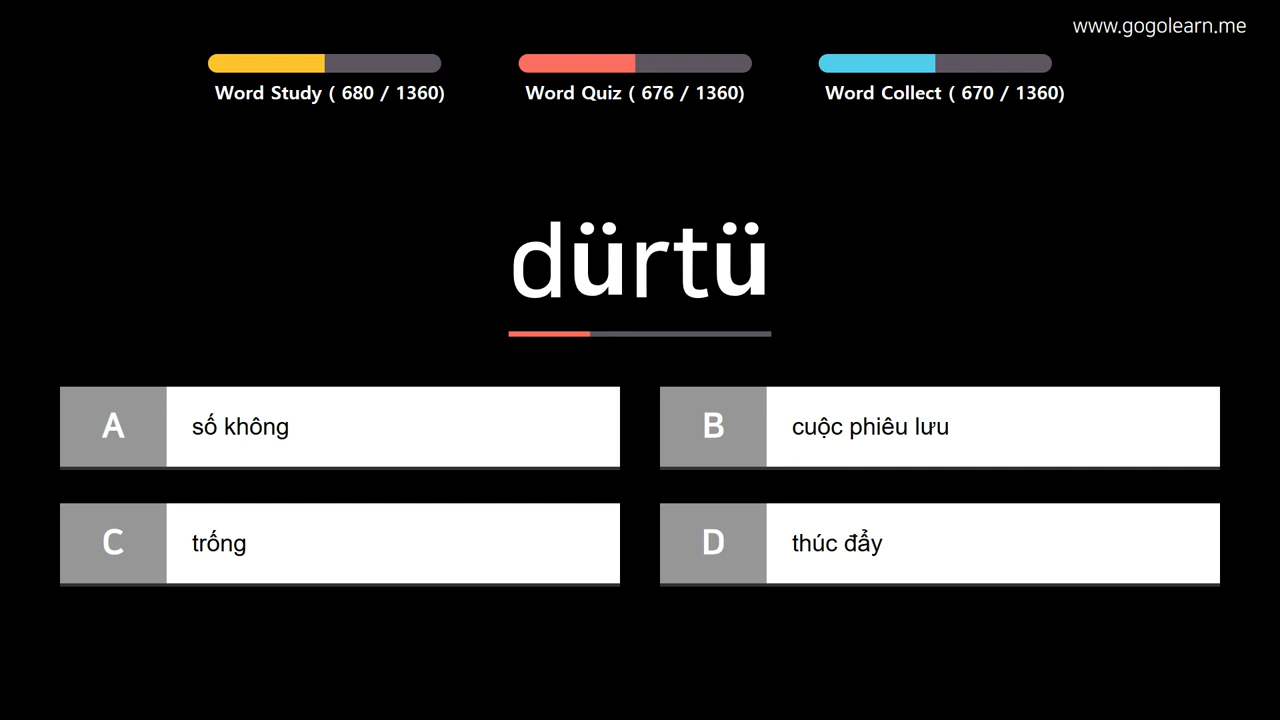 www.gogolearn.me
Word Study ( 680 / 1360)
Word Quiz ( 676 / 1360)
Word Collect ( 670 / 1360)
dürtü
A số không
B cuộc phiêu lưu
C trống
D thúc đẩy